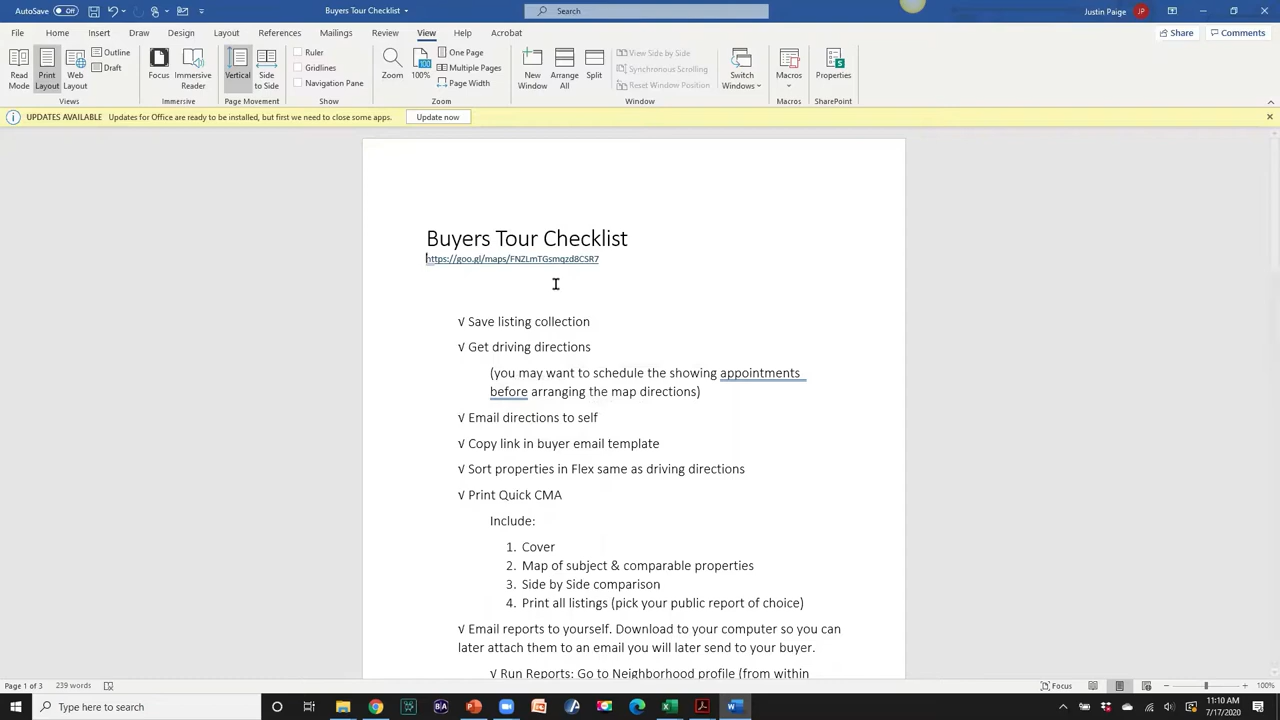 AutoSave Off
Buyers Tour Checklist
Search
Justin Paige JP
File Home Insert Draw Design Layout References Mailings Review View Help Acrobat
Share Comments
Read Mode
Print Layout
Web Layout
Outline
Draft
Views
Focus
Immersive Reader
Immersive
Vertical
Side to Side
Page Movement
Ruler
Gridlines
Navigation Pane
Show
Zoom
100%
One Page
Multiple Pages
Page Width
Zoom
New Window
Arrange All
Split
View Side by Side
Synchronous Scrolling
Reset Window Position
Window
Switch Windows
Macros
Macros
Properties
SharePoint
UPDATES AVAILABLE Updates for Office are ready to be installed, but first we need to close some apps. Update now
Buyers Tour Checklist
https://goo.gl/maps/FNZLmTGsmqzd8CSR7
√ Save listing collection
√ Get driving directions
(you may want to schedule the showing appointments
before arranging the map directions)
√ Email directions to self
√ Copy link in buyer email template
√ Sort properties in Flex same as driving directions
√ Print Quick CMA
Include:
1. Cover
2. Map of subject & comparable properties
3. Side by Side comparison
4. Print all listings (pick your public report of choice)
√ Email reports to yourself. Download to your computer so you can
later attach them to an email you will later send to your buyer.
√ Run Reports: Go to Neighborhood profile (from within
Page 1 of 3 239 words
Focus
100%
Type here to search
11:10 AM
7/17/2020